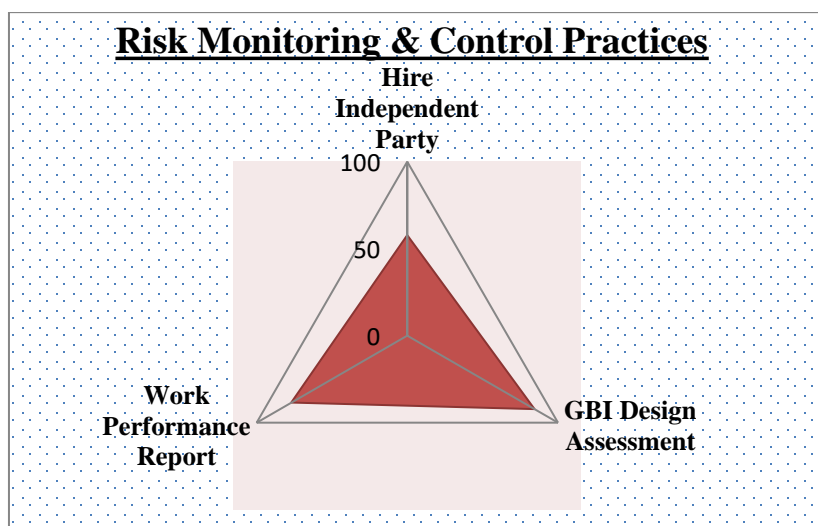 Risk Monitoring & Control Practices
Hire
Independent
Party
100
50
0
Work
Performance
Report
GBI Design
Assessment